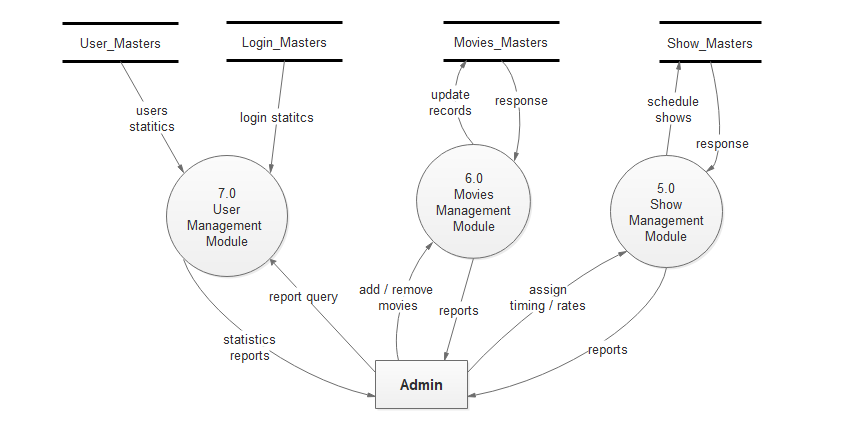 User_Masters
Login_Masters
Movies_Masters
Show_Masters
users
statitics
login statitcs
update
records
response
schedule
shows
response
7.0
User
Management
Module
6.0
Movies
Management
Module
5.0
Show
Management
Module
report query
add / remove
movies
reports
assign
timing / rates
statistics
reports
reports
Admin